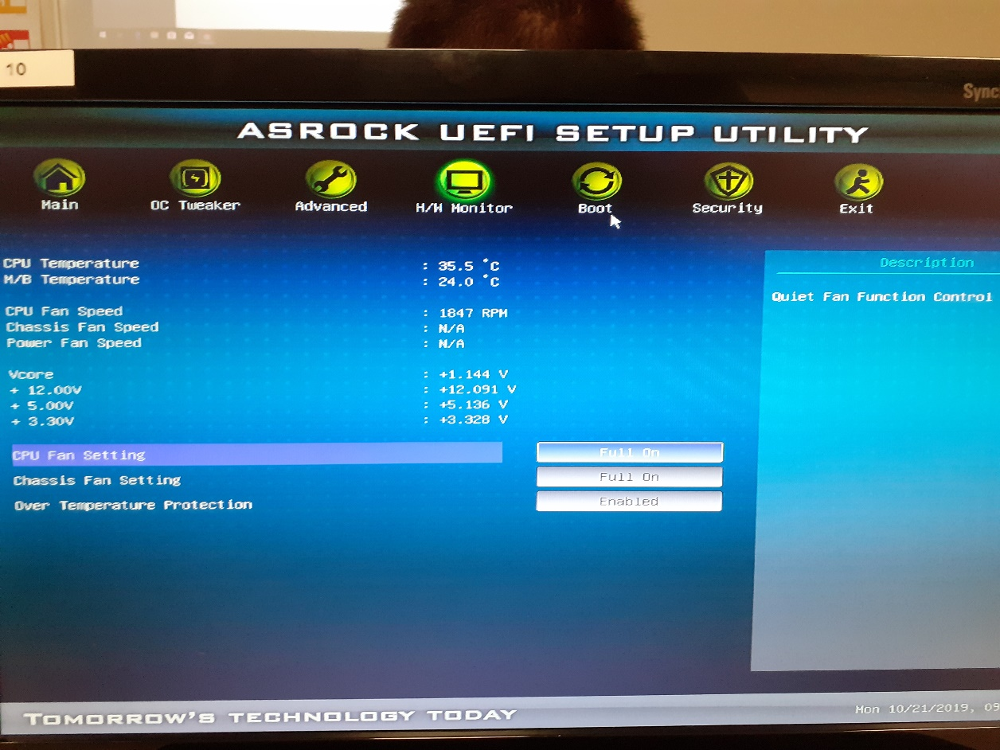 10
Sync
ASROCK UEFI SETUP UTILITY
Main OC Tweaker Advanced H/W Monitor Boot Security Exit
CPU Temperature : 35.5 °C
M/B Temperature : 24.0 °C
CPU Fan Speed : 1847 RPM
Chassis Fan Speed : N/A
Power Fan Speed : N/A
Vcore : +1.144 V
+ 12.00V : +12.091 V
+ 5.00V : +5.136 V
+ 3.30V : +3.328 V
CPU Fan Setting Full On
Chassis Fan Setting Full On
Over Temperature Protection Enabled
Description
Quiet Fan Function Control
TOMORROW'S TECHNOLOGY TODAY
Mon 10/21/2019, 09